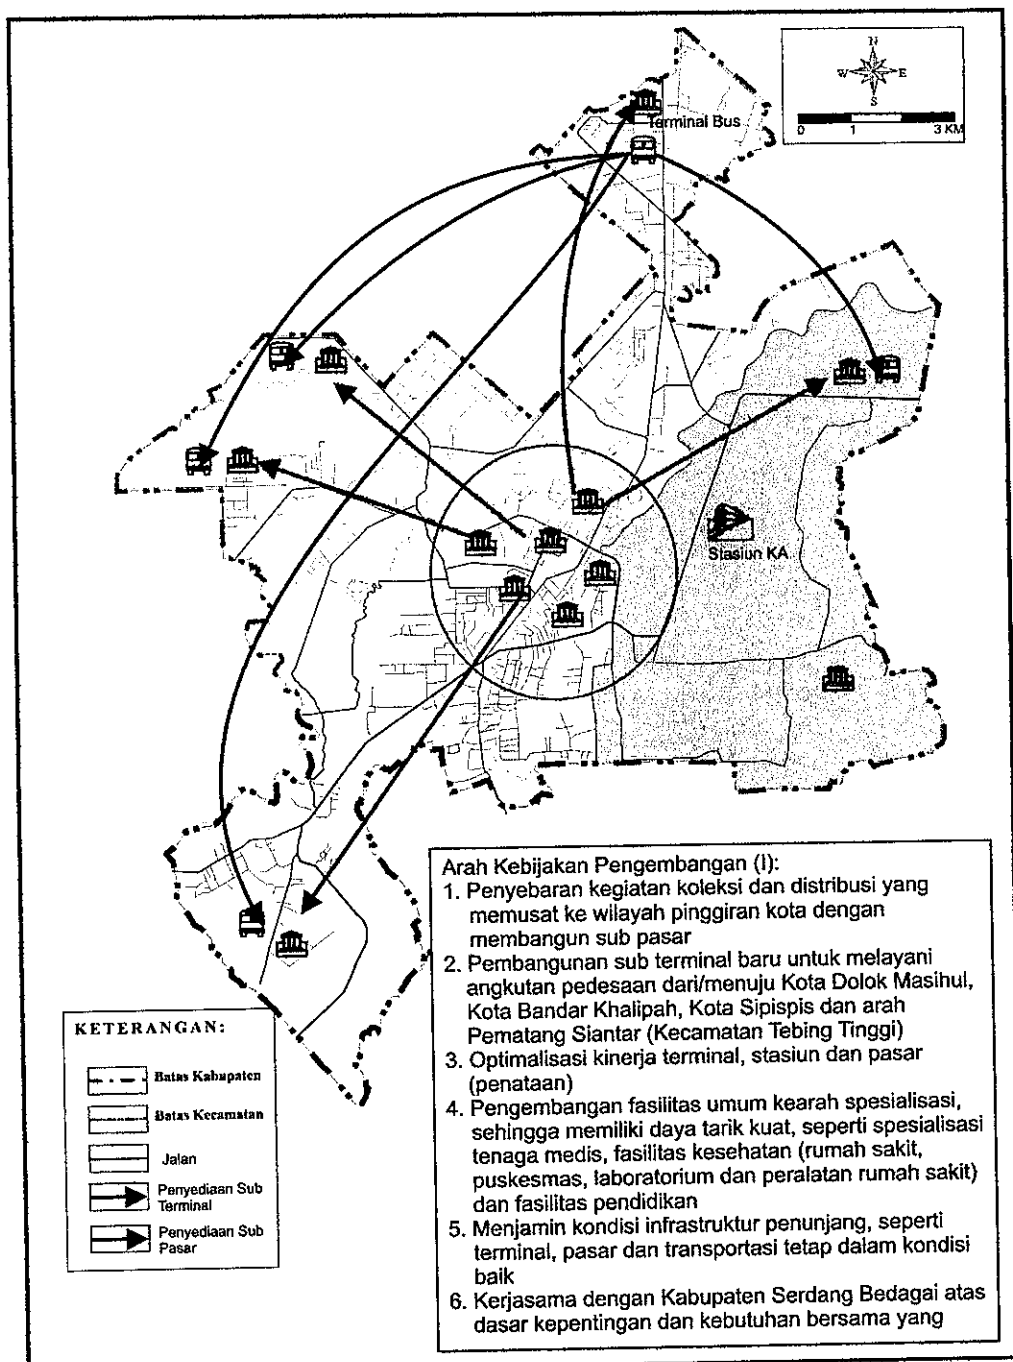 N
W E
S
0 1 3 KM
Terminal Bus
Stasiun KA
Arah Kebijakan Pengembangan (I):
1. Penyebaran kegiatan koleksi dan distribusi yang
memusat ke wilayah pinggiran kota dengan
membangun sub pasar
2. Pembangunan sub terminal baru untuk melayani
angkutan pedesaan dari/menuju Kota Dolok Masihul,
Kota Bandar Khalipah, Kota Sipispis dan arah
Pematang Siantar (Kecamatan Tebing Tinggi)
3. Optimalisasi kinerja terminal, stasiun dan pasar
(penataan)
4. Pengembangan fasilitas umum kearah spesialisasi,
sehingga memiliki daya tarik kuat, seperti spesialisasi
tenaga medis, fasilitas kesehatan (rumah sakit,
puskesmas, laboratorium dan peralatan rumah sakit)
dan fasilitas pendidikan
5. Menjamin kondisi infrastruktur penunjang, seperti
terminal, pasar dan transportasi tetap dalam kondisi
baik
6. Kerjasama dengan Kabupaten Serdang Bedagai atas
dasar kepentingan dan kebutuhan bersama yang
KETERANGAN:
Batas Kabupaten
Batas Kecamatan
Jalan
Penyediaan Sub
Terminal
Penyediaan Sub
Pasar